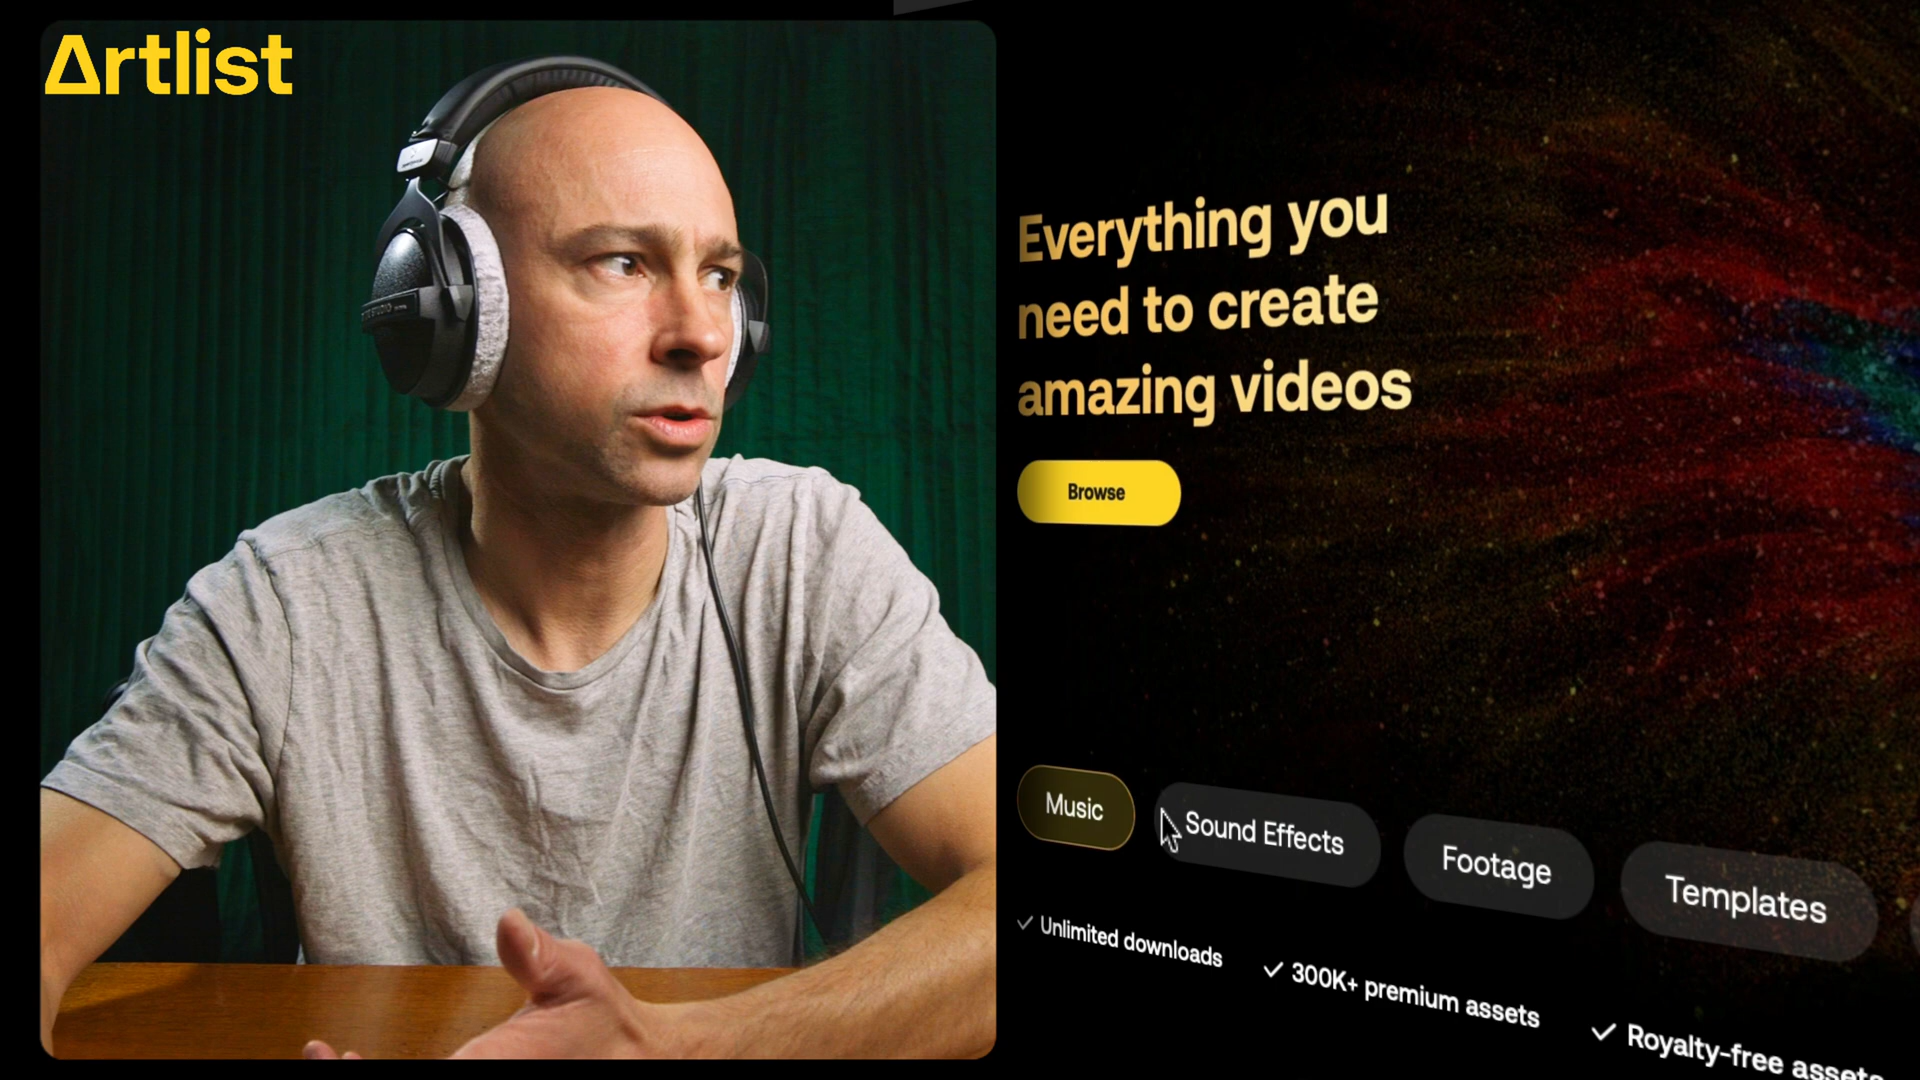 Artlist
Everything you
need to create
amazing videos
Browse
Music
Sound Effects
Footage
Templates
Unlimited downloads
300K+ premium assets
Royalty-free assets